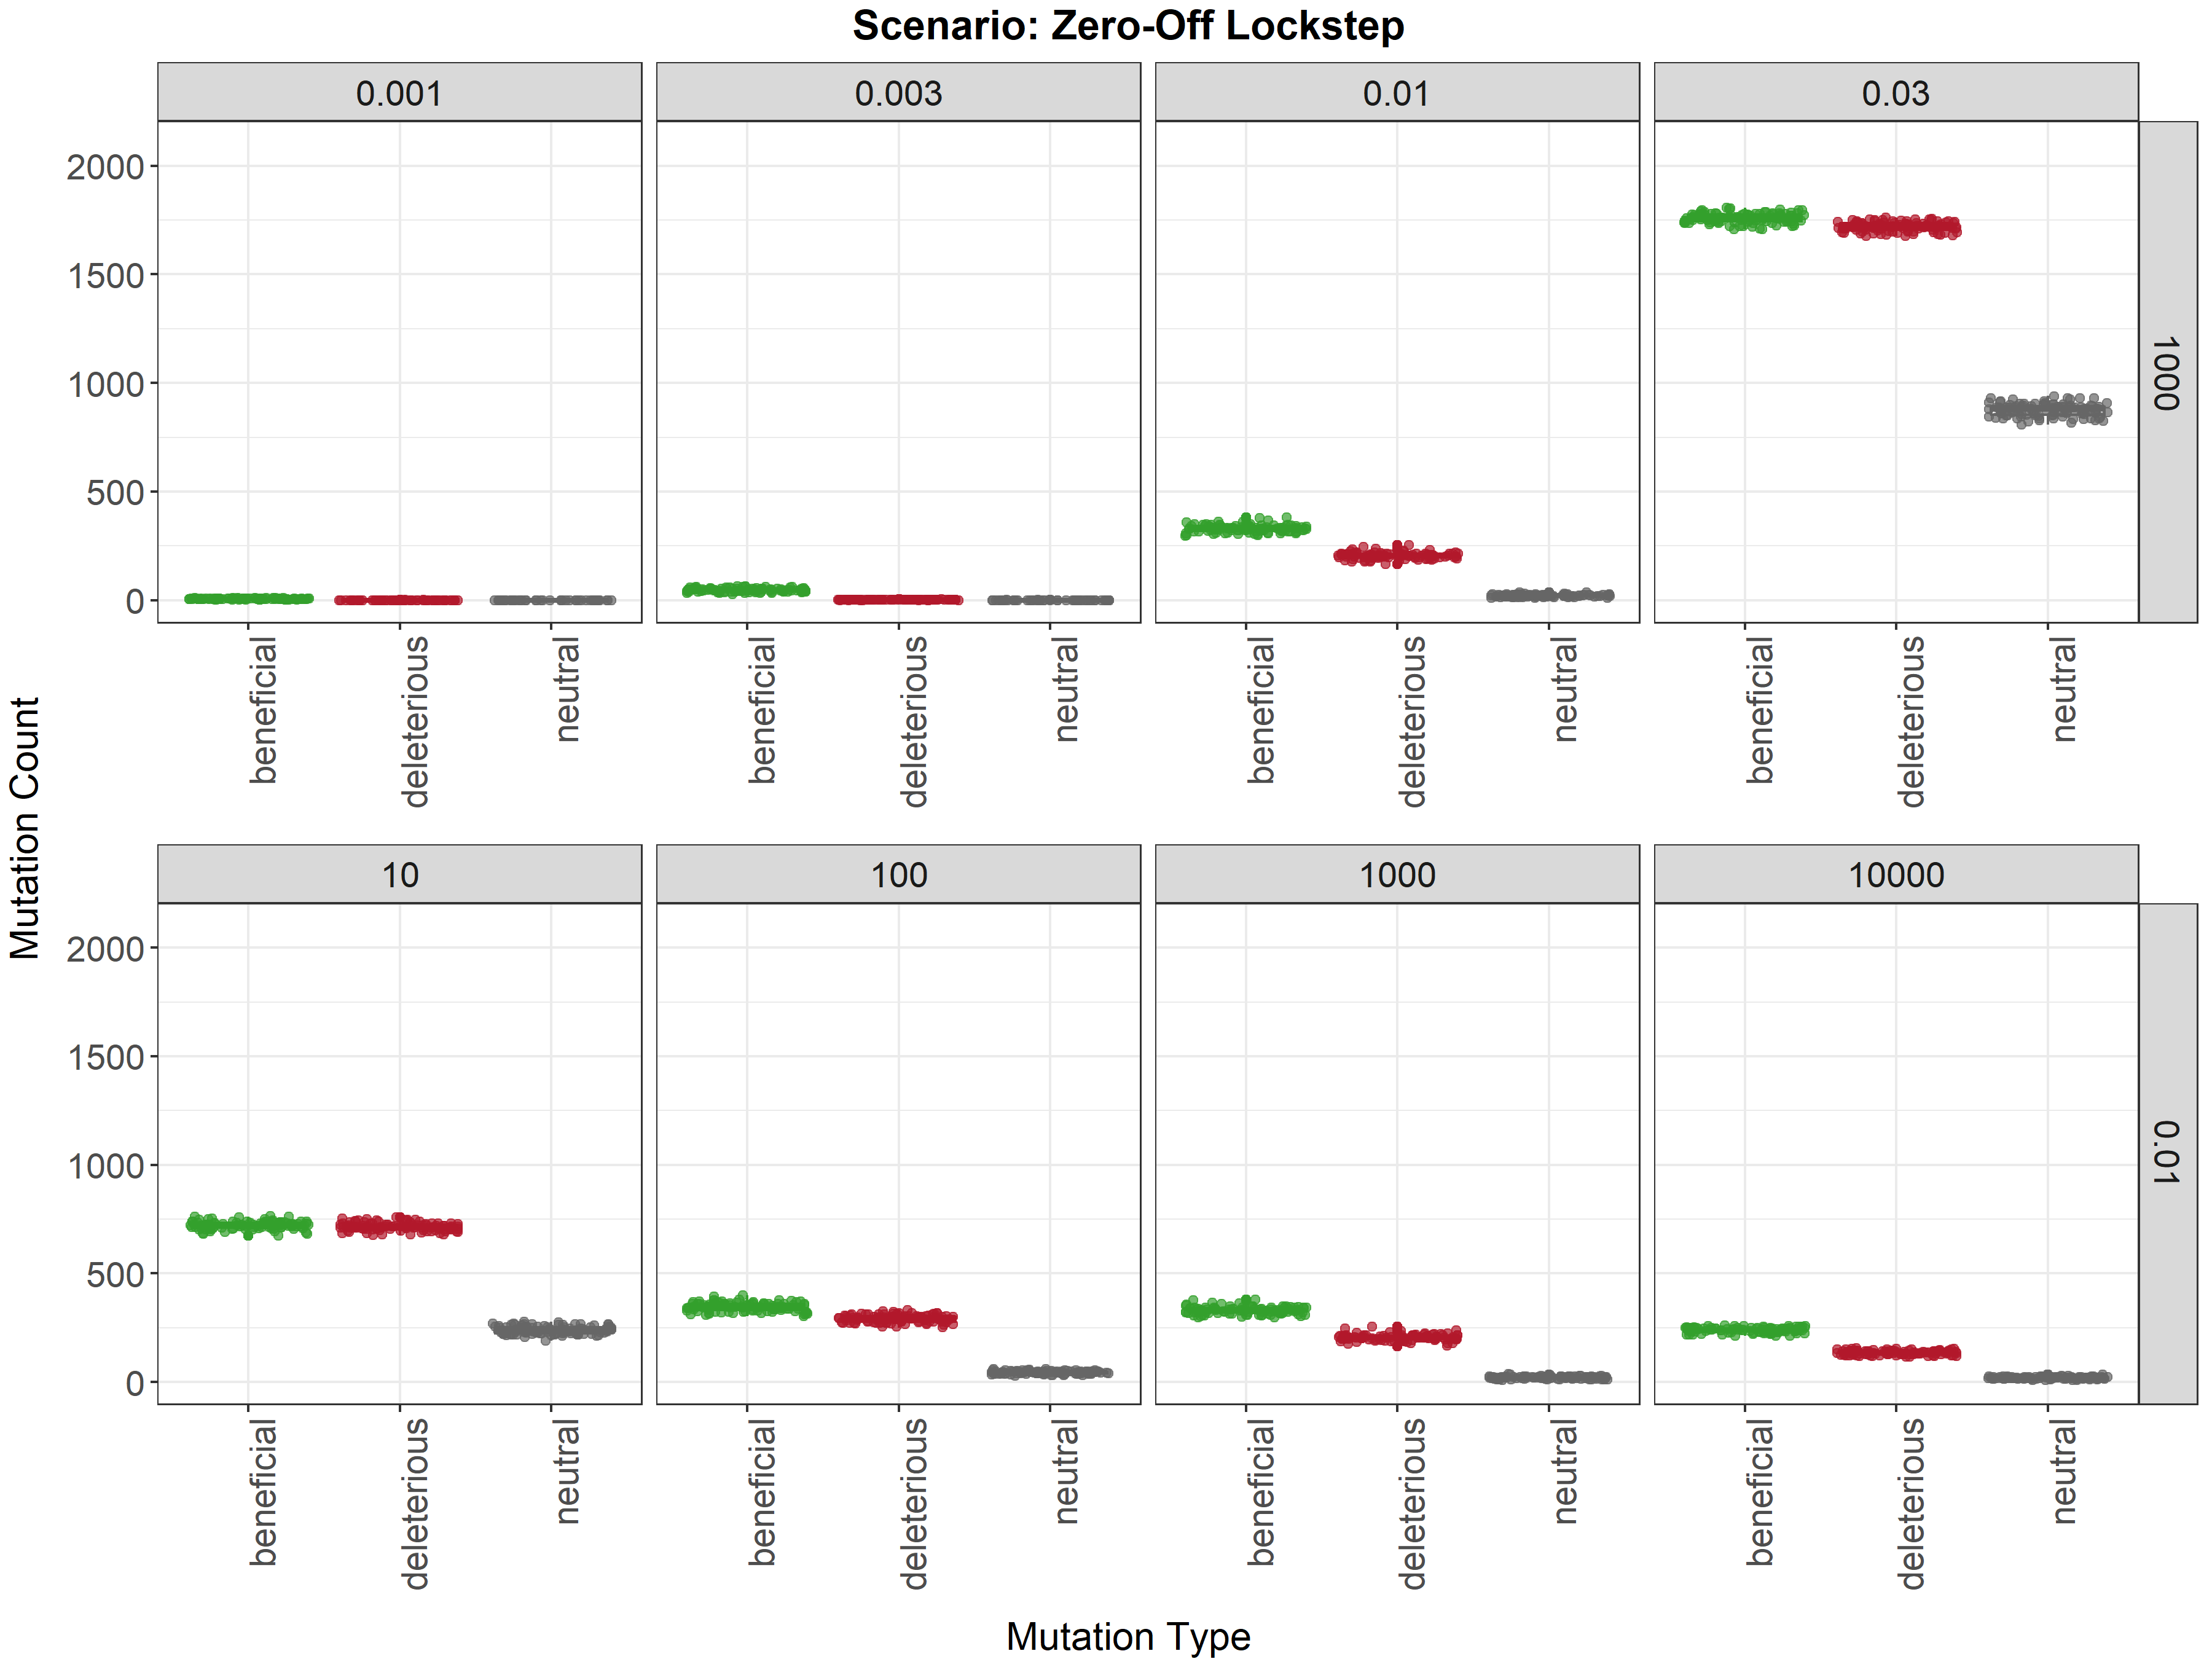 Scenario: Zero-Off Lockstep
0.001 0.003 0.01 0.03
1000
2000
1500
1000
500
0
beneficial deleterious neutral beneficial deleterious neutral beneficial deleterious neutral beneficial deleterious neutral
Mutation Count
10 100 1000 10000
0.01
2000
1500
1000
500
0
beneficial deleterious neutral beneficial deleterious neutral beneficial deleterious neutral beneficial deleterious neutral
Mutation Type